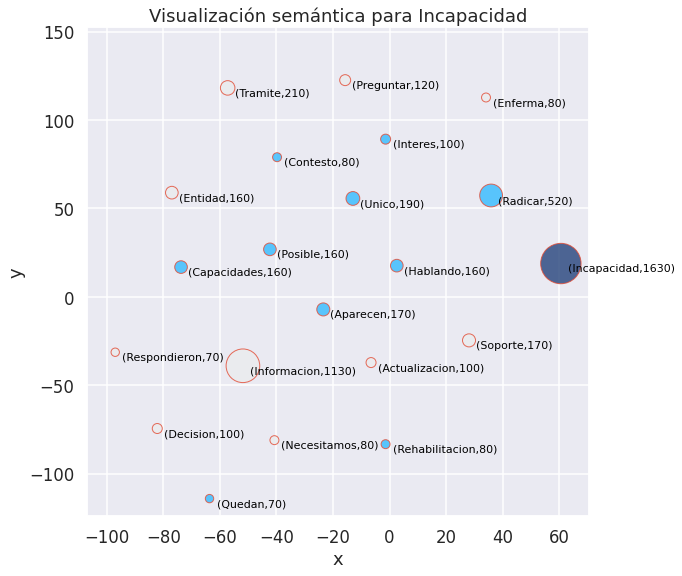 Visualización semántica para Incapacidad
150
(Tramite,210)
(Preguntar,120)
(Enferma,80)
100
(Interes,100)
(Contesto,80)
(Entidad,160)
(Unico,190)
(Radicar,520)
50
(Posible,160)
(Capacidades,160)
(Hablando,160)
(Incapacidad,1630)
y
0
(Aparecen,170)
(Soporte,170)
(Respondieron,70)
(Informacion,1130)
(Actualizacion,100)
−50
(Decision,100)
(Necesitamos,80)
(Rehabilitacion,80)
−100
(Quedan,70)
−100 −80 −60 −40 −20 0 20 40 60
x